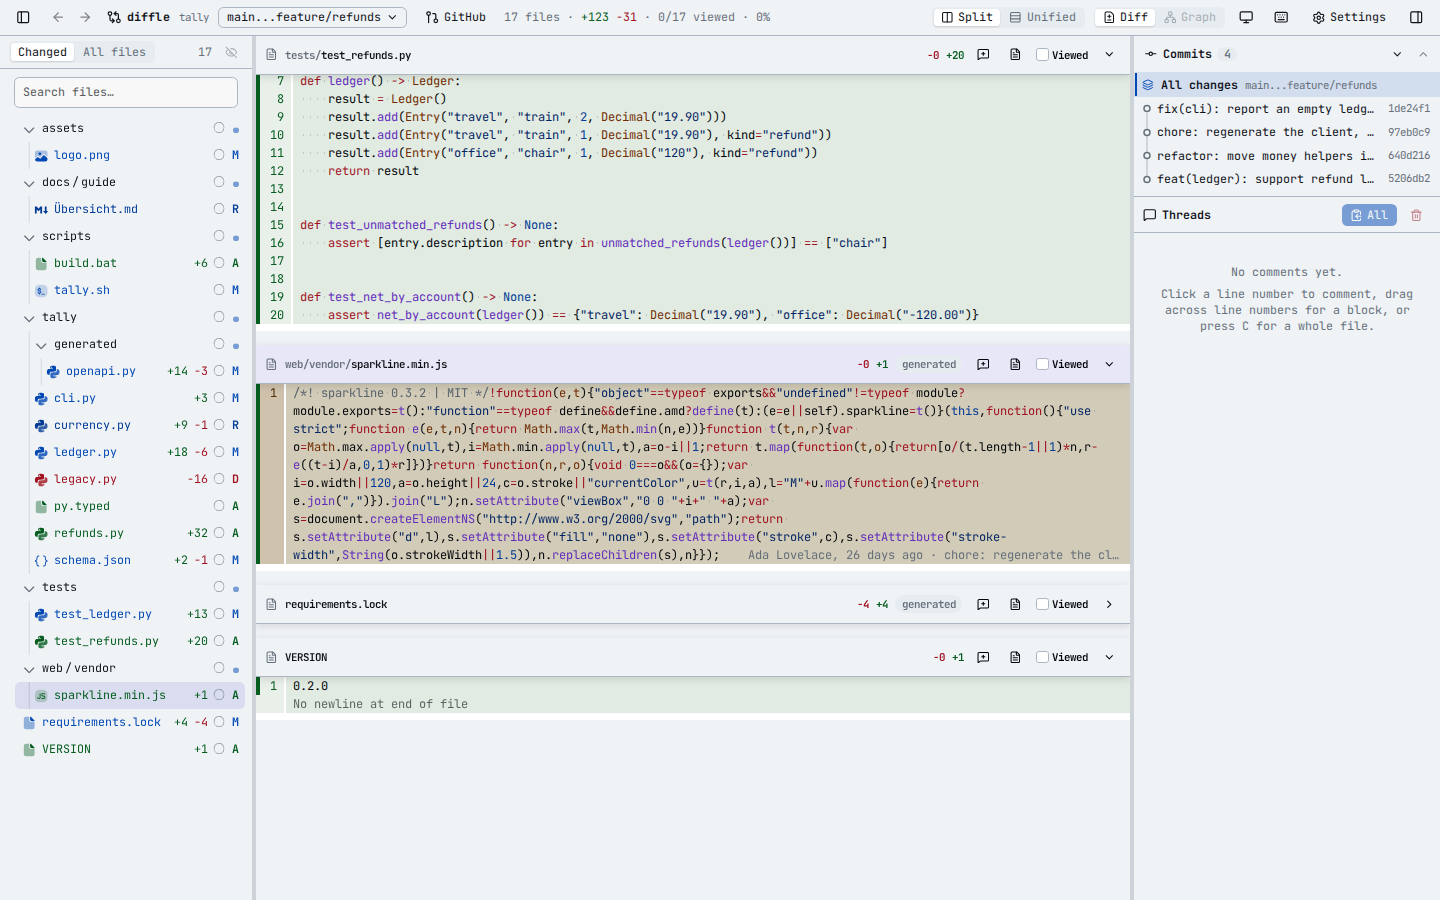 diffle tally main...feature/refunds GitHub 17 files · +123 -31 · 0/17 viewed · 0% Split Unified Diff Graph Settings
Changed All files 17
Search files…
assets
logo.png M
docs/guide
Übersicht.md R
scripts
build.bat +6 A
tally.sh M
tally
generated
openapi.py +14 -3 M
cli.py +3 M
currency.py +9 -1 R
ledger.py +18 -6 M
legacy.py -16 D
py.typed A
refunds.py +32 A
schema.json +2 -1 M
tests
test_ledger.py +13 M
test_refunds.py +20 A
web/vendor
sparkline.min.js +1 A
requirements.lock +4 -4 M
VERSION +1 A
tests/test_refunds.py -0 +20 Viewed
7 def ledger() -> Ledger:
8 ····result = Ledger()
9 ····result.add(Entry("travel", "train", 2, Decimal("19.90")))
10 ····result.add(Entry("travel", "train", 1, Decimal("19.90"), kind="refund"))
11 ····result.add(Entry("office", "chair", 1, Decimal("120"), kind="refund"))
12 ····return result
13
14
15 def test_unmatched_refunds() -> None:
16 ····assert [entry.description for entry in unmatched_refunds(ledger())] == ["chair"]
17
18
19 def test_net_by_account() -> None:
20 ····assert net_by_account(ledger()) == {"travel": Decimal("19.90"), "office": Decimal("-120.00")}
web/vendor/sparkline.min.js -0 +1 generated Viewed
1 /*! sparkline 0.3.2 | MIT */!function(e,t){"object"==typeof exports&&"undefined"!=typeof module?
module.exports=t():"function"==typeof define&&define.amd?define(t):(e=e||self).sparkline=t()}(this,function(){"use
strict";function e(e,t,n){return Math.max(t,Math.min(n,e))}function t(t,n,r){var
o=Math.max.apply(null,t),i=Math.min.apply(null,t),a=o-i||1;return t.map(function(t,o){return[o/(t.length-1||1)*n,r-
e((t-i)/a,0,1)*r]})}return function(n,r,o){void 0===o&&(o={});var
i=o.width||120,a=o.height||24,c=o.stroke||"currentColor",u=t(r,i,a),l="M"+u.map(function(e){return
e.join(",")}).join("L");n.setAttribute("viewBox","0 0 "+i+" "+a);var
s=document.createElementNS("http://www.w3.org/2000/svg","path");return
s.setAttribute("d",l),s.setAttribute("fill","none"),s.setAttribute("stroke",c),s.setAttribute("stroke-
width",String(o.strokeWidth||1.5)),n.replaceChildren(s),n}}); Ada Lovelace, 26 days ago · chore: regenerate the cl…
requirements.lock -4 +4 generated Viewed
VERSION -0 +1 Viewed
1 0.2.0
No newline at end of file
Commits 4
All changes main...feature/refunds
fix(cli): report an empty ledg… 1de24f1
chore: regenerate the client, … 97eb0c9
refactor: move money helpers i… 640d216
feat(ledger): support refund l… 5206db2
Threads All
No comments yet.
Click a line number to comment, drag
across line numbers for a block, or
press C for a whole file.